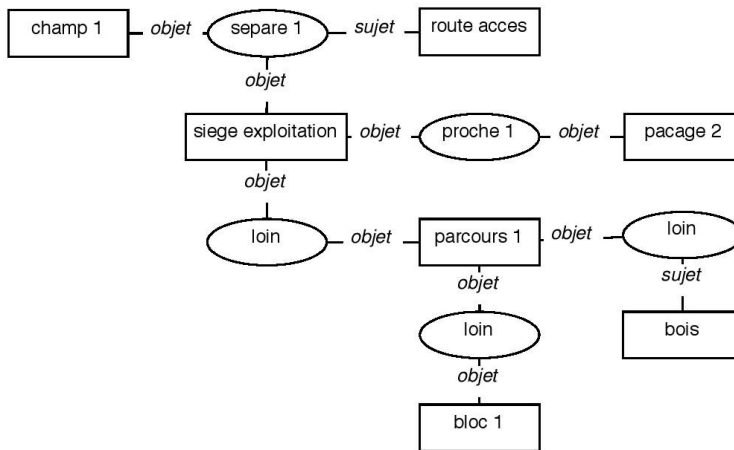 champ 1 objet separe 1 sujet route acces
objet
siege exploitation objet proche 1 objet pacage 2
objet
loin objet parcours 1 objet loin
objet sujet
loin bois
objet
bloc 1